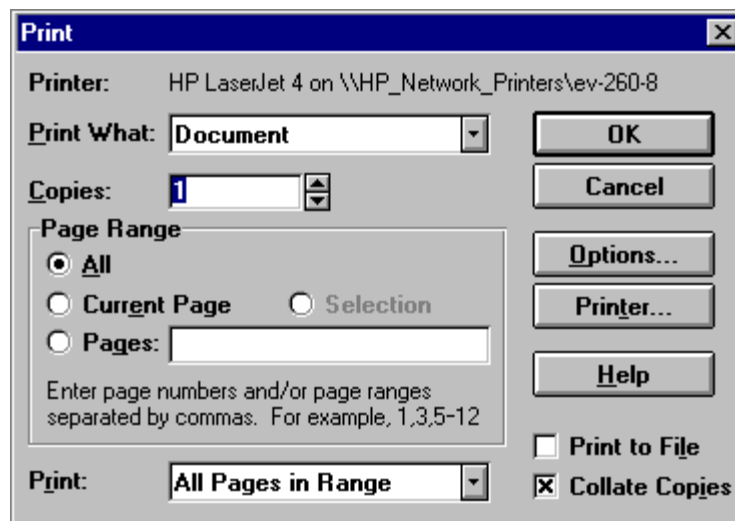 Print
Printer: HP LaserJet 4 on \\HP_Network_Printers\ev-260-8
Print What: Document
OK
Copies: 1
Cancel
Page Range
All
Options...
Current Page Selection
Printer...
Pages:
Enter page numbers and/or page ranges
separated by commas. For example, 1,3,5-12
Help
Print to File
Print: All Pages in Range
Collate Copies